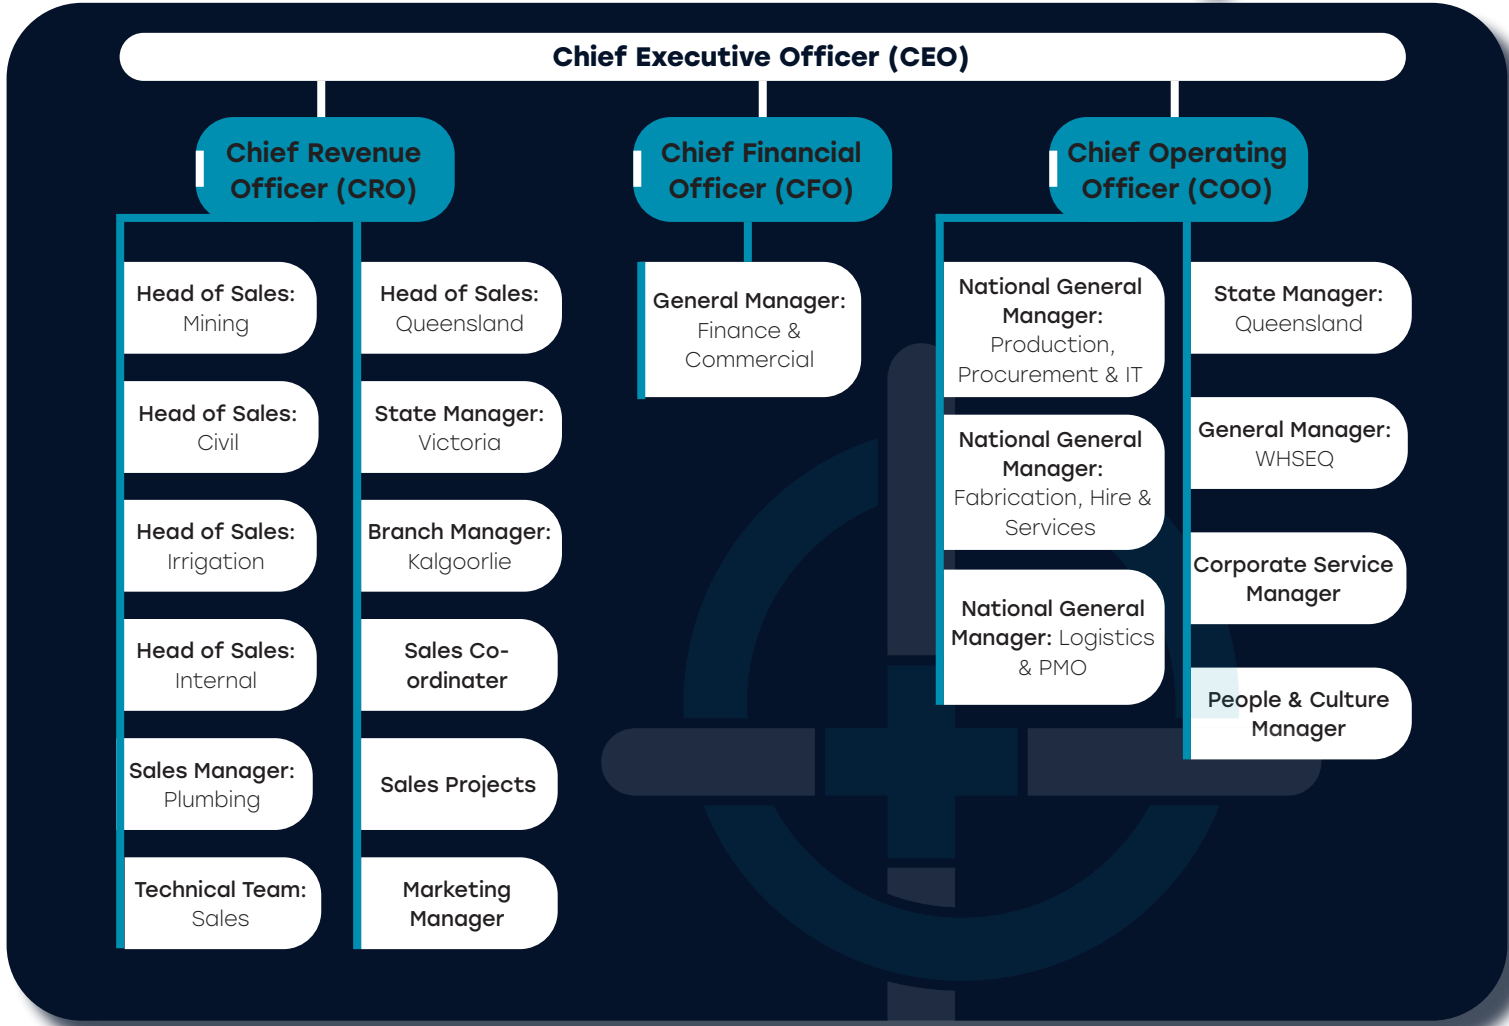 Chief Executive Officer (CEO)
Chief Revenue
Officer (CRO)
Head of Sales:
Mining
Head of Sales:
Civil
Head of Sales:
Irrigation
Head of Sales:
Internal
Sales Manager:
Plumbing
Technical Team:
Sales
Head of Sales:
Queensland
State Manager:
Victoria
Branch Manager:
Kalgoorlie
Sales Co-
ordinater
Sales Projects
Marketing
Manager
Chief Financial
Officer (CFO)
General Manager:
Finance &
Commercial
Chief Operating
Officer (COO)
National General
Manager:
Production,
Procurement & IT
National General
Manager:
Fabrication, Hire &
Services
National General
Manager: Logistics
& PMO
State Manager:
Queensland
General Manager:
WHSEQ
Corporate Service
Manager
People & Culture
Manager